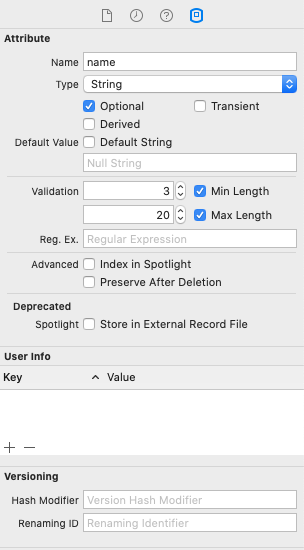 Attribute
Name name
Type String
Optional Transient
Derived
Default Value Default String
Null String
Validation 3 Min Length
20 Max Length
Reg. Ex. Regular Expression
Advanced Index in Spotlight
Preserve After Deletion
Deprecated
Spotlight Store in External Record File
User Info
Key Value
Versioning
Hash Modifier Version Hash Modifier
Renaming ID Renaming Identifier